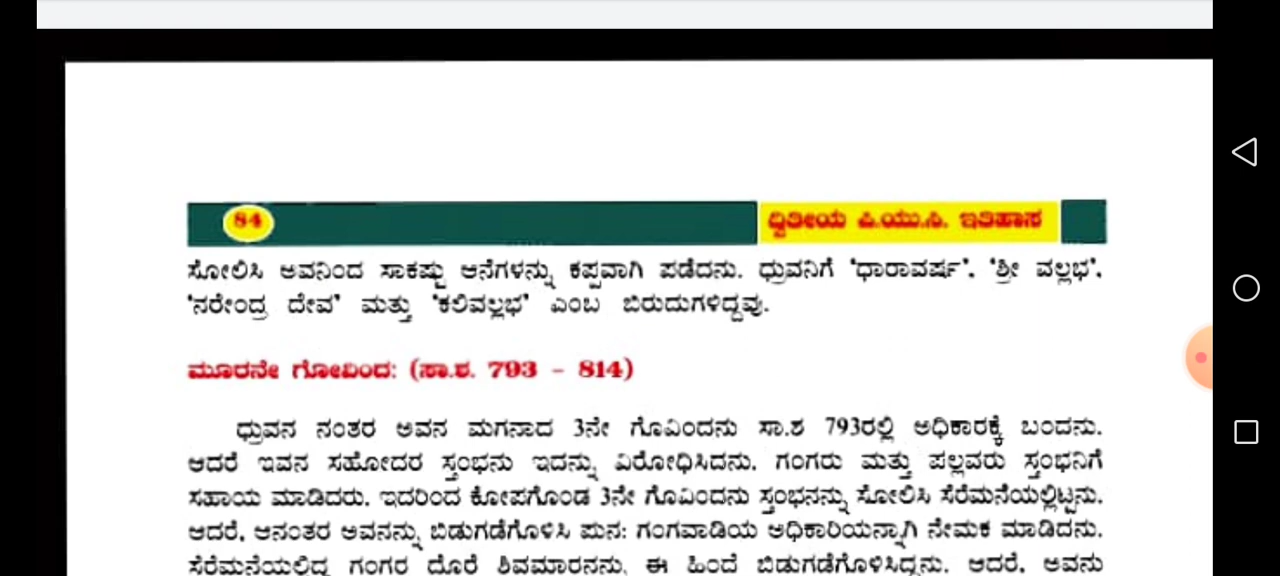 84
ದ್ವಿತೀಯ ಪಿ.ಯು.ಸಿ. ಇತಿಹಾಸ
ಸೋಲಿಸಿ ಅವನಿಂದ ಸಾಕಷ್ಟು ಆನೆಗಳನ್ನು ಕಪ್ಪವಾಗಿ ಪಡೆದನು. ಧ್ರುವನಿಗೆ 'ಧಾರಾವರ್ಷ', 'ಶ್ರೀ ವಲ್ಲಭ',
'ನರೇಂದ್ರ ದೇವ' ಮತ್ತು 'ಕಲಿವಲ್ಲಭ' ಎಂಬ ಬಿರುದುಗಳಿದ್ದವು.
ಮೂರನೇ ಗೋವಿಂದ: (ಸಾ.ಶ. 793 - 814)
ಧ್ರುವನ ನಂತರ ಅವನ ಮಗನಾದ 3ನೇ ಗೊವಿಂದನು ಸಾ.ಶ 793ರಲ್ಲಿ ಅಧಿಕಾರಕ್ಕೆ ಬಂದನು.
ಆದರೆ ಇವನ ಸಹೋದರ ಸ್ತಂಭನು ಇದನ್ನು ವಿರೋಧಿಸಿದನು. ಗಂಗರು ಮತ್ತು ಪಲ್ಲವರು ಸ್ತಂಭನಿಗೆ
ಸಹಾಯ ಮಾಡಿದರು. ಇದರಿಂದ ಕೋಪಗೊಂಡ 3ನೇ ಗೊವಿಂದನು ಸ್ತಂಭನನ್ನು ಸೋಲಿಸಿ ಸೆರೆಮನೆಯಲ್ಲಿಟ್ಟನು.
ಆದರೆ, ಆನಂತರ ಅವನನ್ನು ಬಿಡುಗಡೆಗೊಳಿಸಿ ಪುನಃ ಗಂಗವಾಡಿಯ ಅಧಿಕಾರಿಯನ್ನಾಗಿ ನೇಮಕ ಮಾಡಿದನು.
ಸೆರೆಮನೆಯಲ್ಲಿದ್ದ ಗಂಗರ ದೊರೆ ಶಿವಮಾರನನ್ನು ಈ ಹಿಂದೆ ಬಿಡುಗಡೆಗೊಳಿಸಿದ್ದನು. ಆದರೆ, ಅವನು